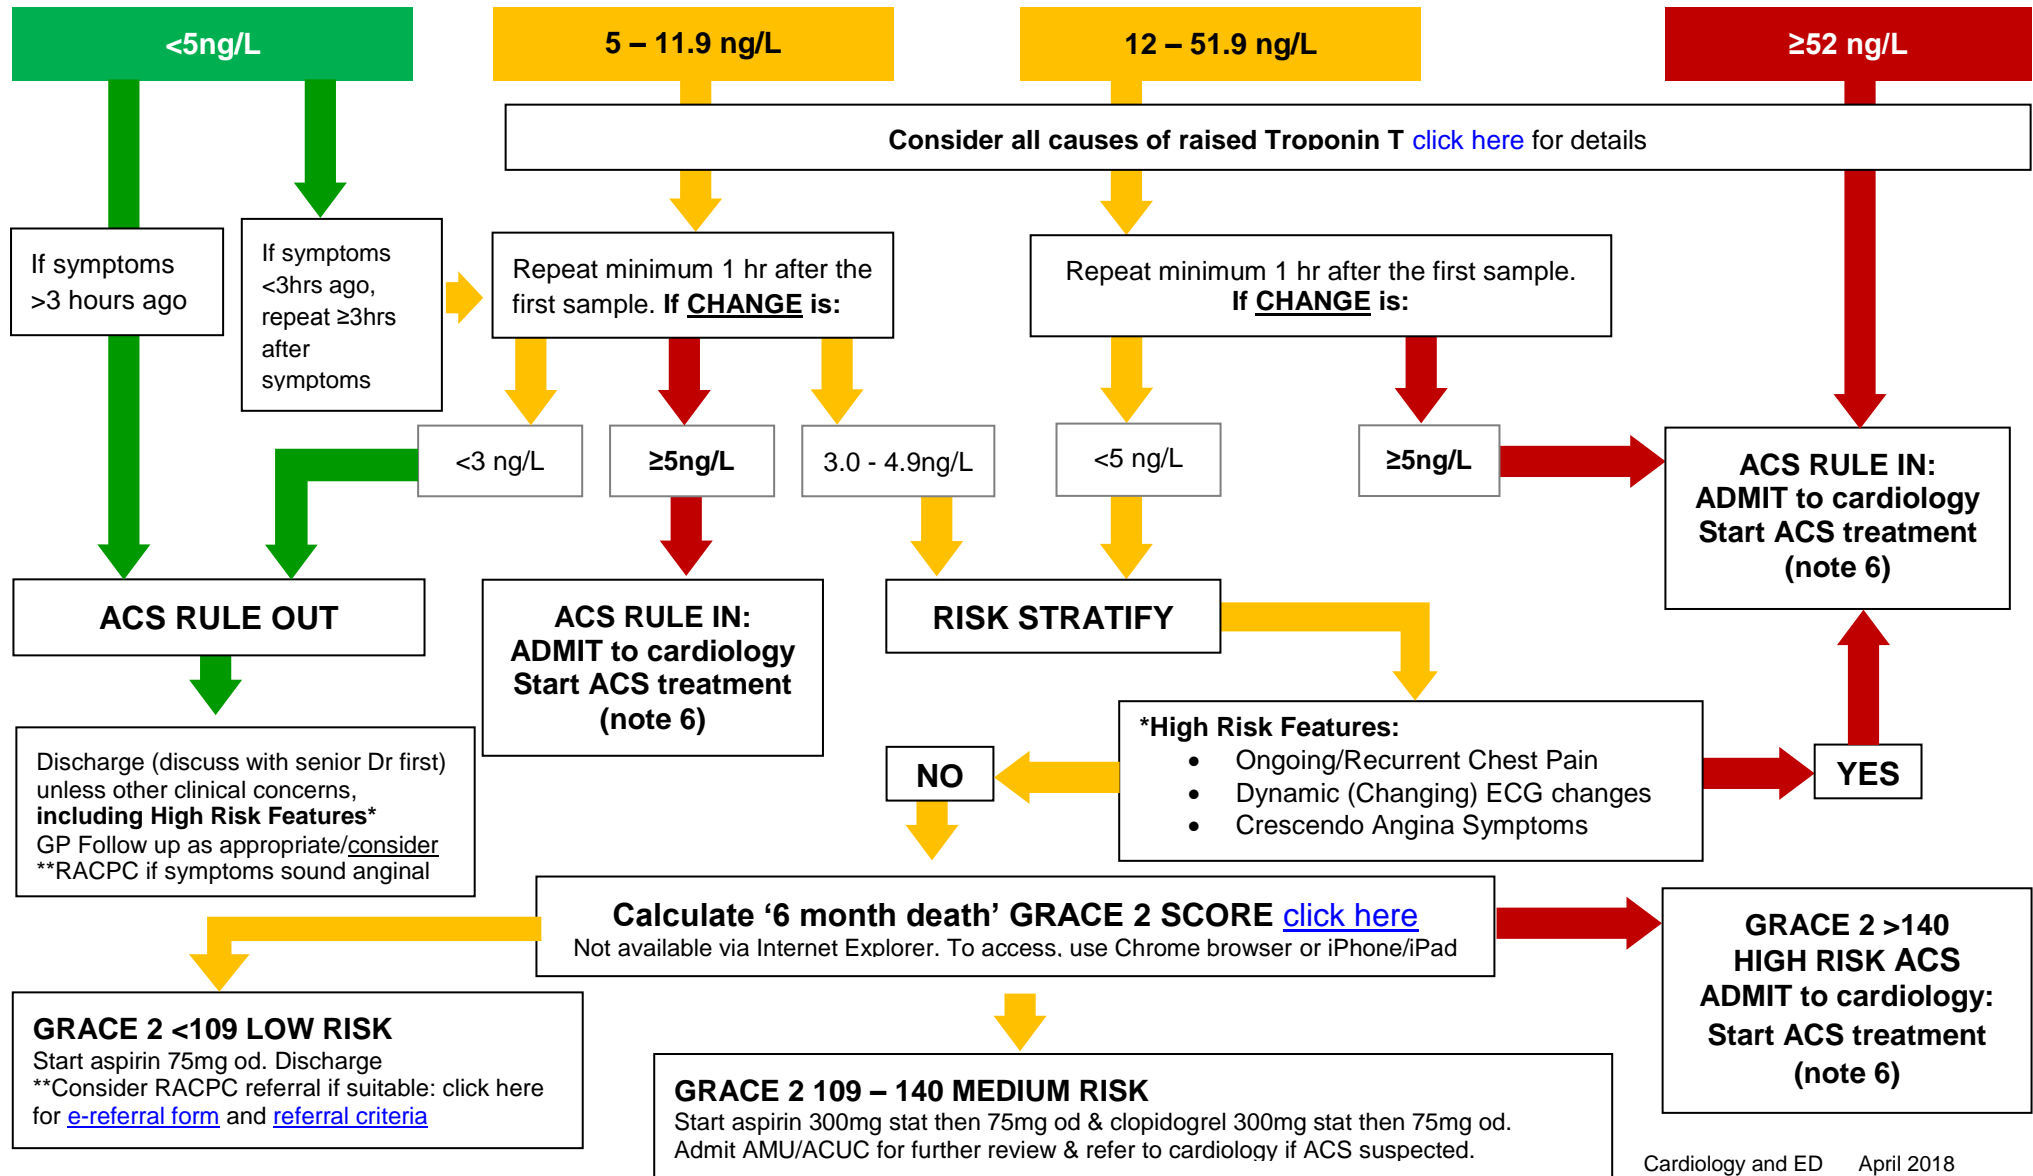 <5ng/L
5 – 11.9 ng/L
12 – 51.9 ng/L
≥52 ng/L
Consider all causes of raised Troponin T click here for details
If symptoms
>3 hours ago
If symptoms
<3hrs ago,
repeat ≥3hrs
after
symptoms
Repeat minimum 1 hr after the
first sample. If CHANGE is:
Repeat minimum 1 hr after the first sample.
If CHANGE is:
<3 ng/L
≥5ng/L
3.0 - 4.9ng/L
<5 ng/L
≥5ng/L
ACS RULE IN:
ADMIT to cardiology
Start ACS treatment
(note 6)
ACS RULE OUT
ACS RULE IN:
ADMIT to cardiology
Start ACS treatment
(note 6)
RISK STRATIFY
Discharge (discuss with senior Dr first)
unless other clinical concerns,
including High Risk Features*
GP Follow up as appropriate/consider
**RACPC if symptoms sound anginal
NO
*High Risk Features:
• Ongoing/Recurrent Chest Pain
• Dynamic (Changing) ECG changes
• Crescendo Angina Symptoms
YES
Calculate ‘6 month death’ GRACE 2 SCORE click here
Not available via Internet Explorer. To access, use Chrome browser or iPhone/iPad
GRACE 2 >140
HIGH RISK ACS
ADMIT to cardiology:
Start ACS treatment
(note 6)
GRACE 2 <109 LOW RISK
Start aspirin 75mg od. Discharge
**Consider RACPC referral if suitable: click here
for e-referral form and referral criteria
GRACE 2 109 – 140 MEDIUM RISK
Start aspirin 300mg stat then 75mg od & clopidogrel 300mg stat then 75mg od.
Admit AMU/ACUC for further review & refer to cardiology if ACS suspected.
Cardiology and ED April 2018